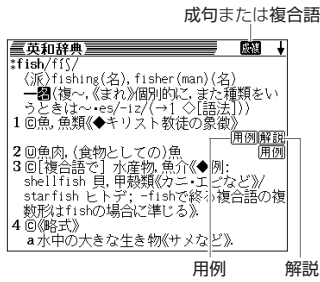 成句または複合語
英和辞典 成複 ↓
*fish/fíʃ/
(派)fishing(名), fisher(man)(名)
━名(複～,《まれ》個別的に, また種類をい
うときは～・es/-iz/(→1 ◇[語法]))
1 Ⓒ魚, 魚類《◆キリスト教徒の象徴》
用例 解説
2 Ⓤ魚肉, (食物としての)魚 用例
3 Ⓒ[複合語で] 水産物, 魚介《◆例:
shellfish 貝, 甲殻類《カニ・エビなど》/
starfish ヒトデ; -fishで終る複合語の複
数形はfishの場合に準じる》.
4 Ⓒ《略式》
a 水中の大きな生き物《サメなど》.
用例 解説